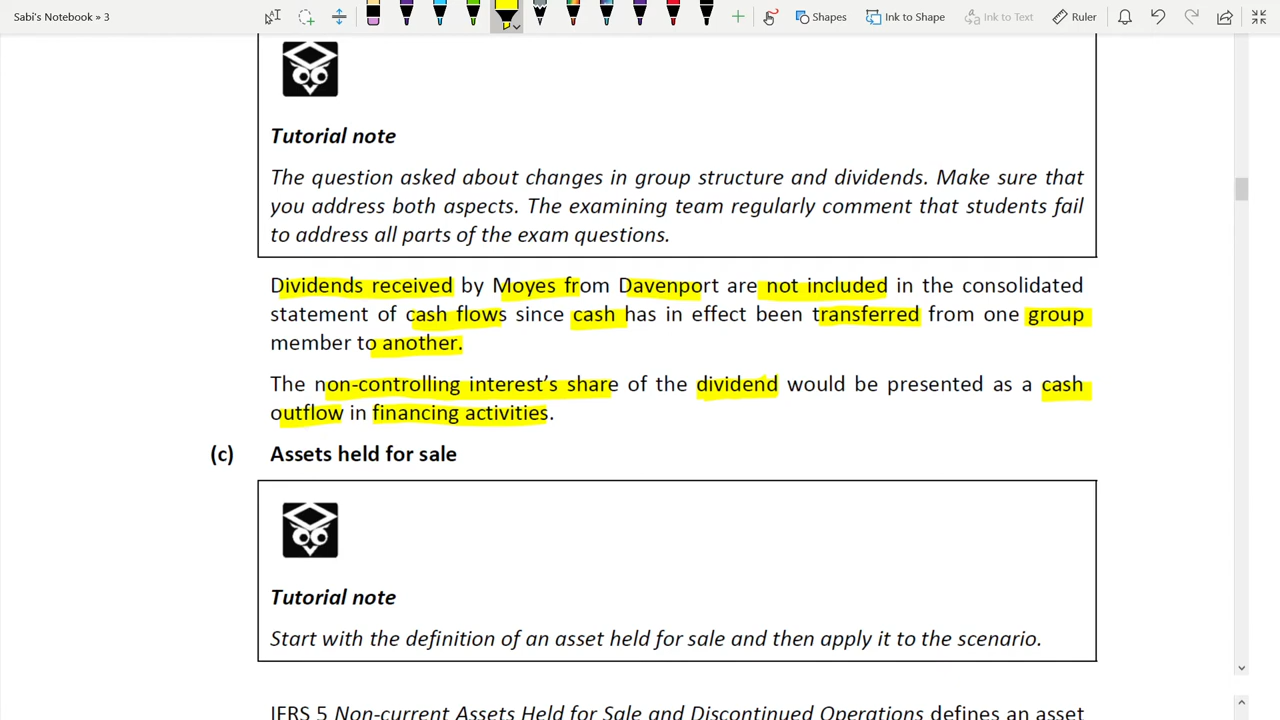 Sabi's Notebook » 3
Shapes
Ink to Shape
Ink to Text
Ruler
Tutorial note
The question asked about changes in group structure and dividends. Make sure that
you address both aspects. The examining team regularly comment that students fail
to address all parts of the exam questions.
Dividends received by Moyes from Davenport are not included in the consolidated
statement of cash flows since cash has in effect been transferred from one group
member to another.
The non-controlling interest's share of the dividend would be presented as a cash
outflow in financing activities.
(c) Assets held for sale
Tutorial note
Start with the definition of an asset held for sale and then apply it to the scenario.
IFRS 5 Non-current Assets Held for Sale and Discontinued Operations defines an asset